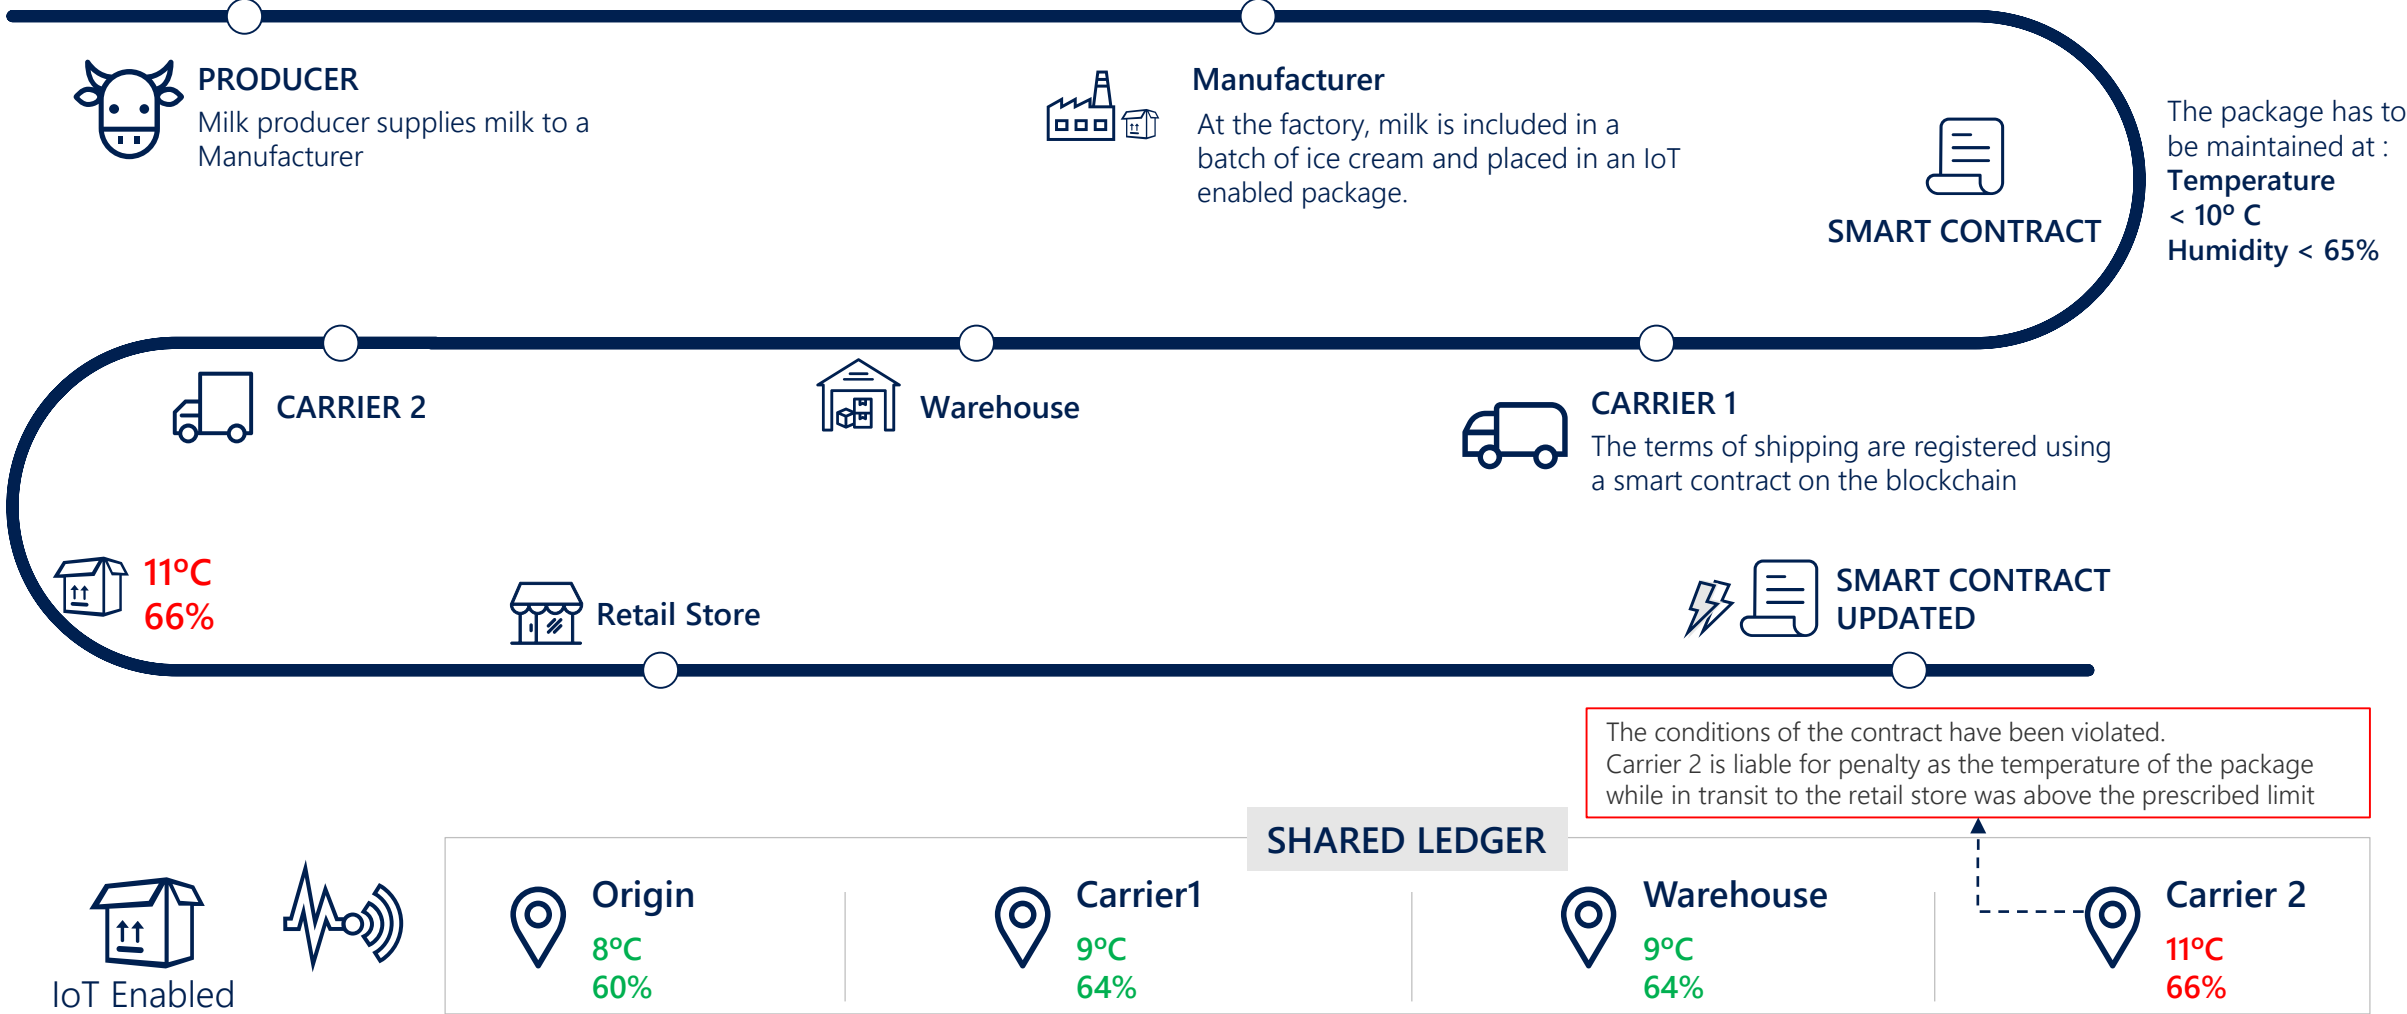 PRODUCER
Milk producer supplies milk to a
Manufacturer
Manufacturer
At the factory, milk is included in a
batch of ice cream and placed in an IoT
enabled package.
SMART CONTRACT
The package has to
be maintained at :
Temperature
< 10º C
Humidity < 65%
CARRIER 2
Warehouse
CARRIER 1
The terms of shipping are registered using
a smart contract on the blockchain
11ºC
66%
Retail Store
SMART CONTRACT
UPDATED
The conditions of the contract have been violated.
Carrier 2 is liable for penalty as the temperature of the package
while in transit to the retail store was above the prescribed limit
SHARED LEDGER
IoT Enabled
Origin
8ºC
60%
Carrier1
9ºC
64%
Warehouse
9ºC
64%
Carrier 2
11ºC
66%